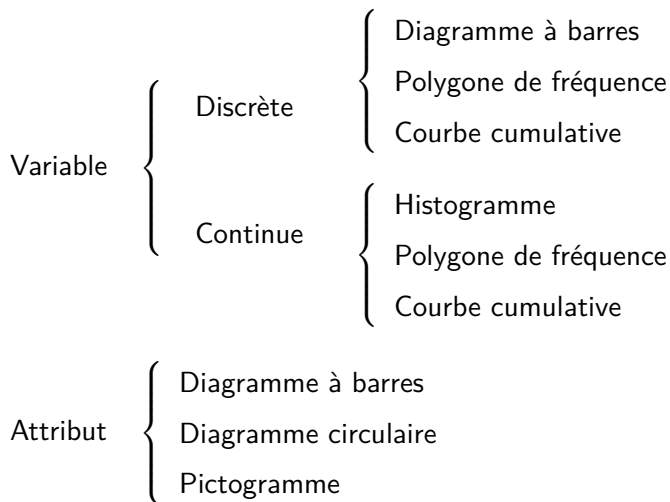 Variable
Discrète
Diagramme à barres
Polygone de fréquence
Courbe cumulative
Continue
Histogramme
Polygone de fréquence
Courbe cumulative
Attribut
Diagramme à barres
Diagramme circulaire
Pictogramme